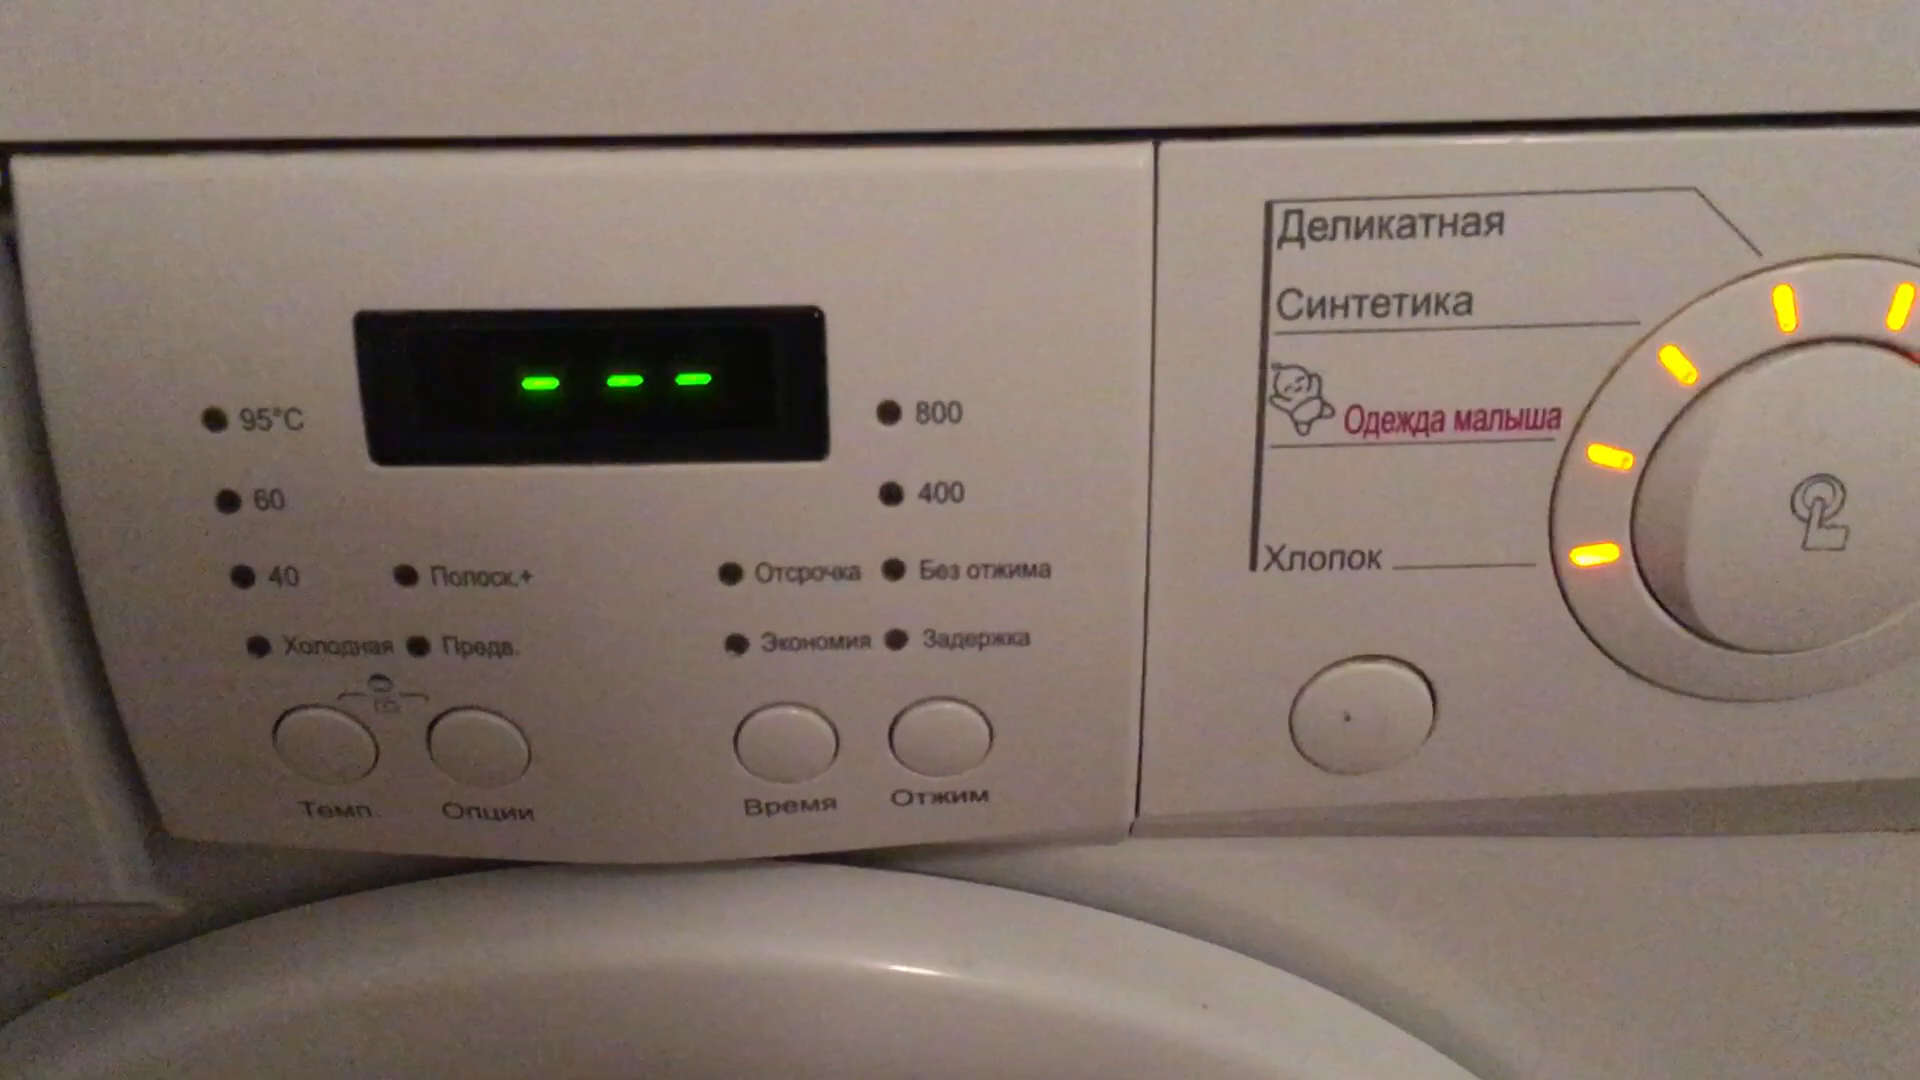 - - -
95°C
60
40
Холодная
Полоск.+
Предв.
800
400
Без отжима
Задержка
Отсрочка
Экономия
Темп.
Опции
Время
Отжим
Деликатная
Синтетика
Одежда малыша
Хлопок